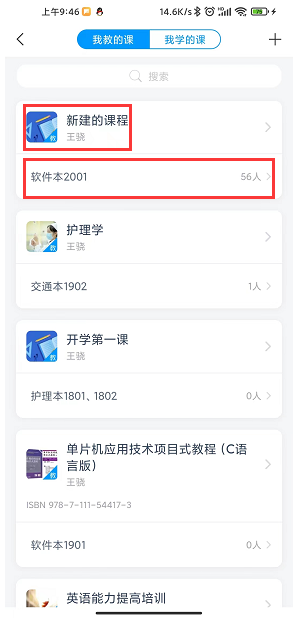 上午9:46
14.6K/s
75
我教的课
我学的课
搜索
新建的课程
王骁
教
软件本2001
56人
护理学
王骁
教
交通本1902
1人
开学第一课
王骁
教
护理本1801、1802
0人
单片机应用技术项目式教程（C语
言版）
王骁
教
ISBN 978-7-111-54417-3
软件本1901
0人
英语能力提高培训